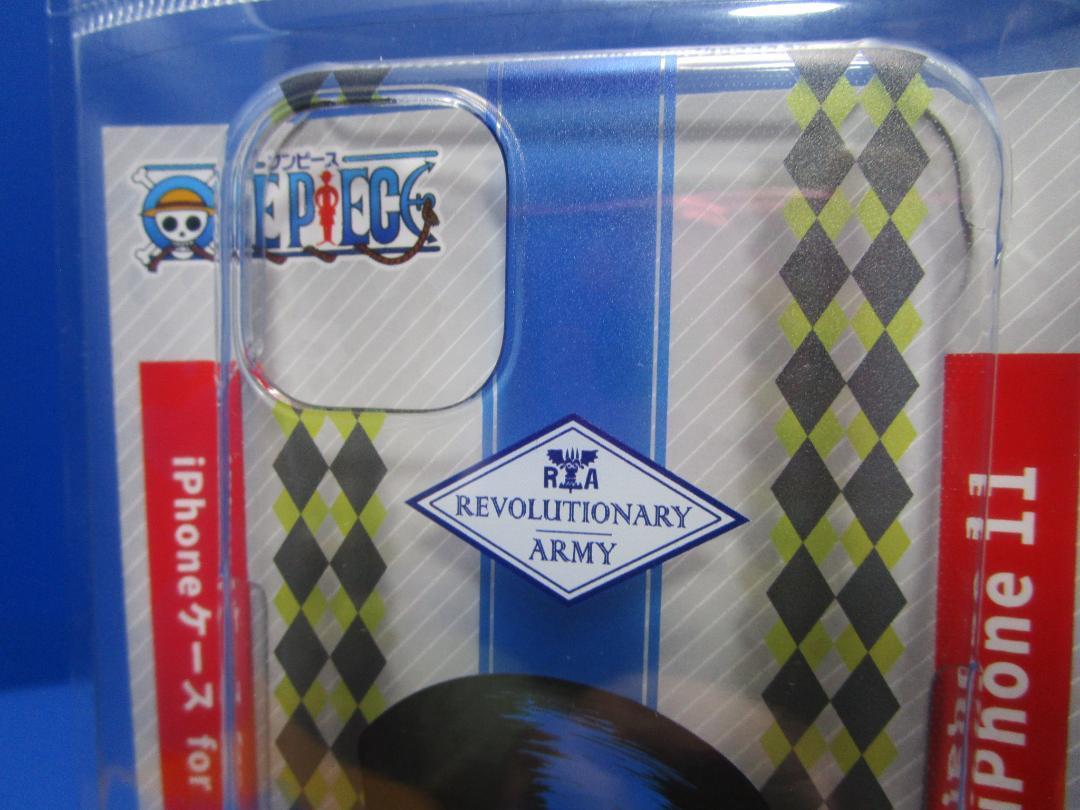 ワンピース
ONE PIECE
RA
REVOLUTIONARY
ARMY
iPhoneケース for
iPhone 11